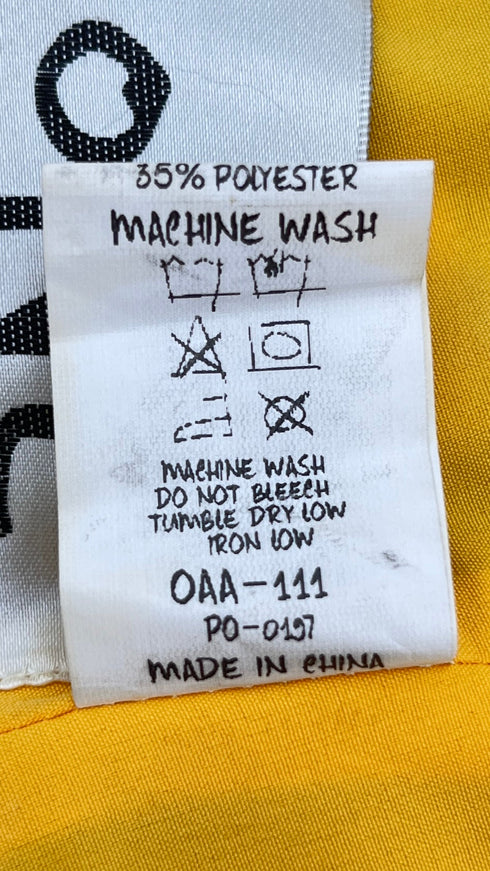 35% POLYESTER
MACHINE WASH
MACHINE WASH
DO NOT BLEECH
TUMBLE DRY LOW
IRON LOW
OAA-111
PO-0197
MADE IN CHINA